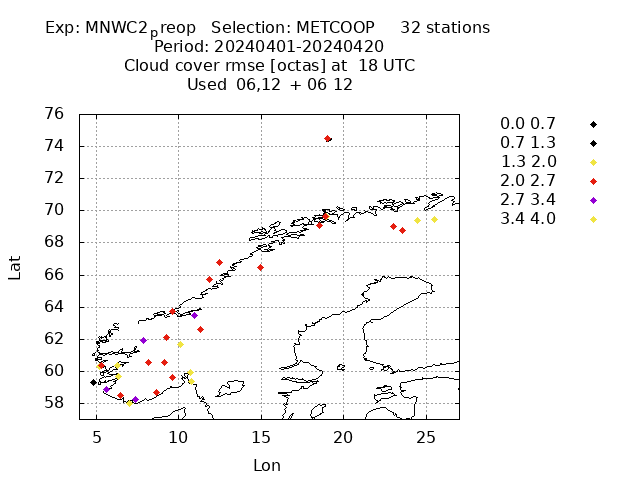 Exp: MNWC2preop Selection: METCOOP 32 stations
Period: 20240401-20240420
Cloud cover rmse [octas] at 18 UTC
Used 06,12 + 06 12
76
74
72
70
68
66
64
62
60
58
5 10 15 20 25
Lat
Lon
0.0 0.7
0.7 1.3
1.3 2.0
2.0 2.7
2.7 3.4
3.4 4.0